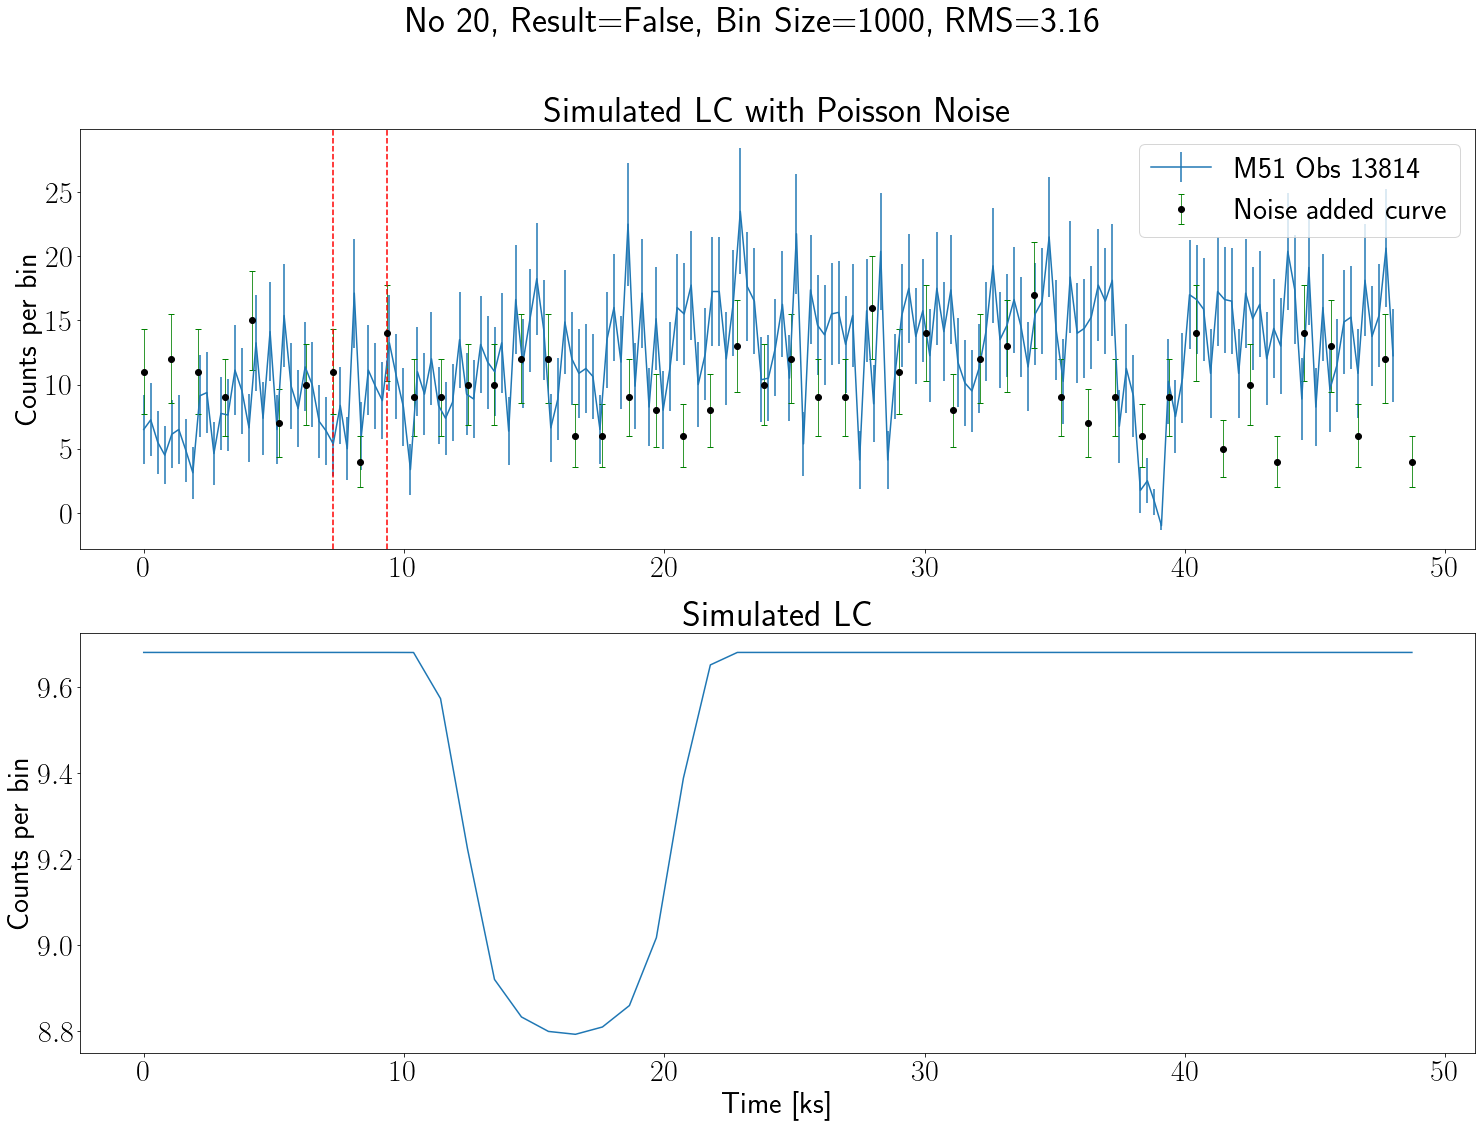 No 20, Result=False, Bin Size=1000, RMS=3.16
Simulated LC with Poisson Noise
M51 Obs 13814
Noise added curve
Counts per bin
25
20
15
10
5
0
0 10 20 30 40 50
Simulated LC
Counts per bin
9.6
9.4
9.2
9.0
8.8
0 10 20 30 40 50
Time [ks]